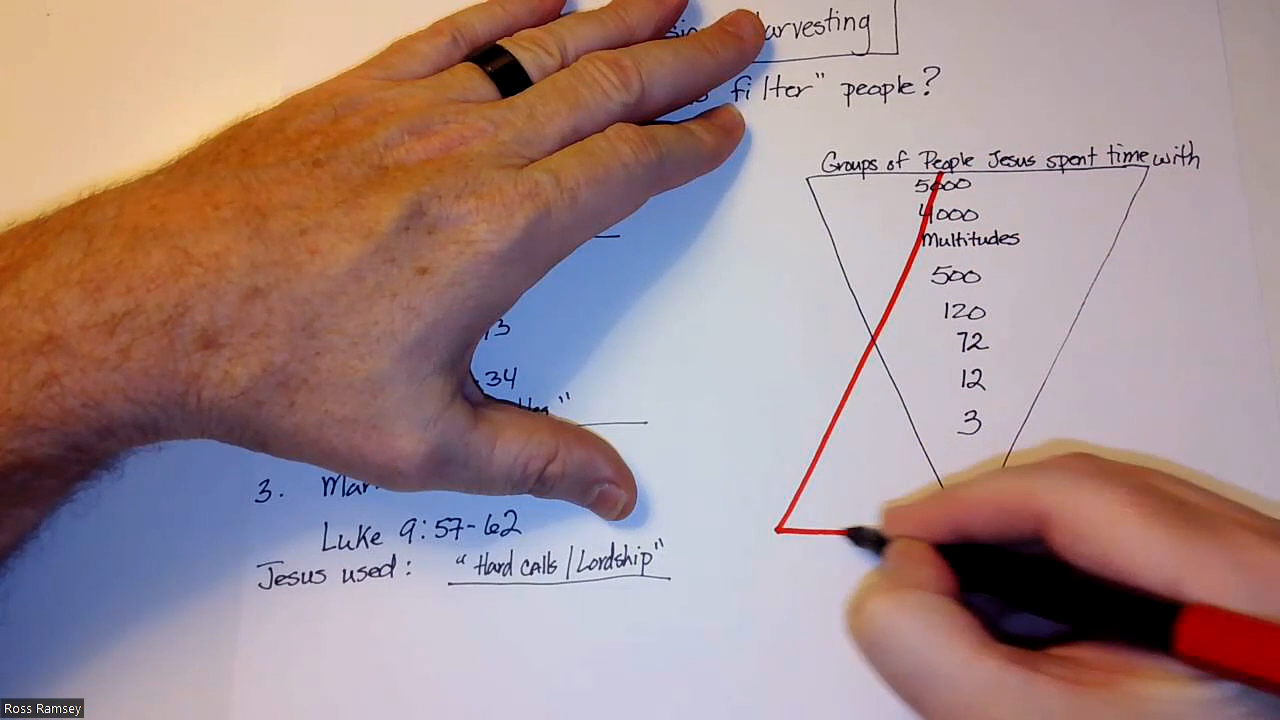 arvesting
filter" people?
Groups of People Jesus spent time with
5000
4000
Multitudes
500
120
72
12
3
34
3.
Luke 9:57-62
Jesus used: "Hard calls/Lordship"
Ross Ramsey